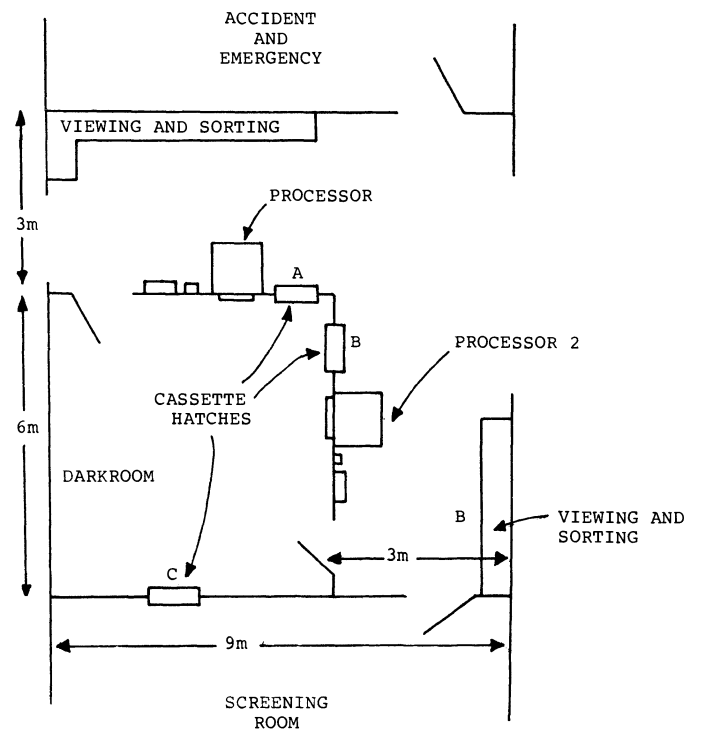 ACCIDENT
AND
EMERGENCY
VIEWING AND SORTING
PROCESSOR
3m
A
B
PROCESSOR 2
CASSETTE
HATCHES
6m
DARKROOM
B
VIEWING AND
SORTING
3m
C
9m
SCREENING
ROOM